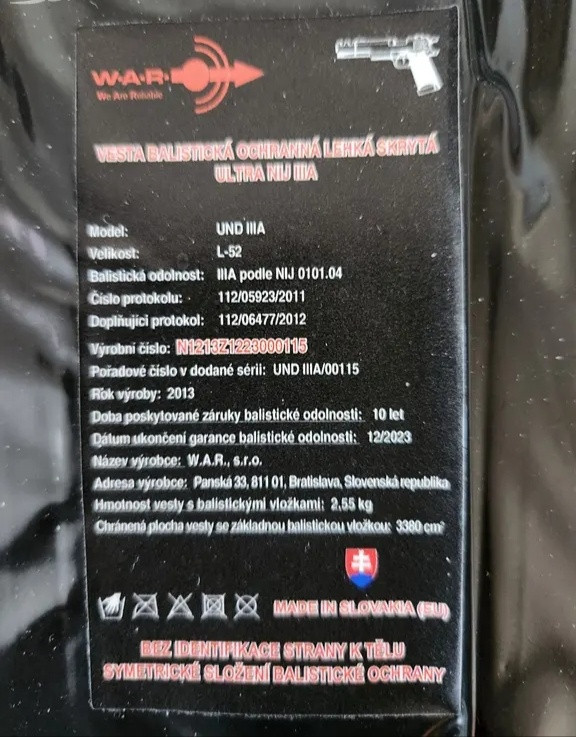 W·A·R·
We Are Reliable
VESTA BALISTICKÁ OCHRANNÁ LEHKÁ SKRYTÁ
ULTRA NIJ IIIA
Model: UND IIIA
Velikost: L-52
Balistická odolnost: IIIA podle NIJ 0101.04
Číslo protokolu: 112/05923/2011
Doplňující protokol: 112/06477/2012
Výrobní číslo: N1213Z1223000115
Pořadové číslo v dodané sérii: UND IIIA/00115
Rok výroby: 2013
Doba poskytované záruky balistické odolnosti: 10 let
Dátum ukončení garance balistické odolnosti: 12/2023
Název výrobce: W.A.R., s.r.o.
Adresa výrobce: Panská 33, 811 01, Bratislava, Slovenská republika
Hmotnost vesty s balistickými vložkami: 2,55 kg
Chránená plocha vesty se základnou balistickou vložkou: 3380 cm²
MADE IN SLOVAKIA (EU)
BEZ IDENTIFIKACE STRANY K TĚLU
SYMETRICKÉ SLOŽENÍ BALISTICKÉ OCHRANY